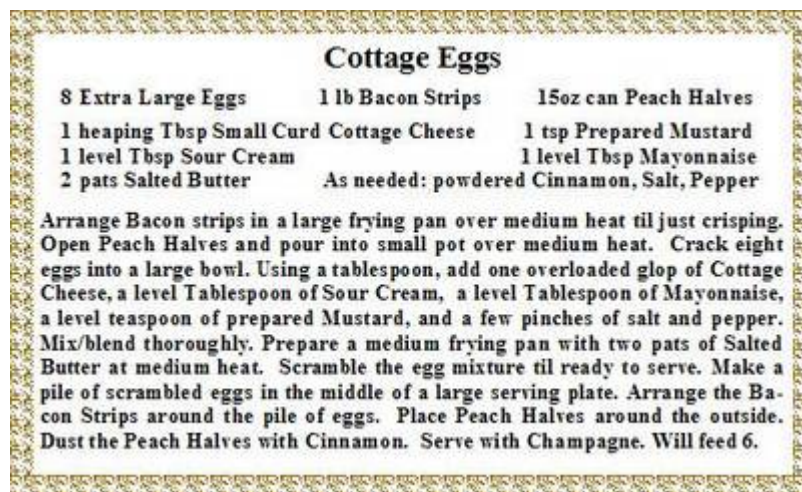 Cottage Eggs
8 Extra Large Eggs 1 lb Bacon Strips 15oz can Peach Halves
1 heaping Tbsp Small Curd Cottage Cheese 1 tsp Prepared Mustard
1 level Tbsp Sour Cream 1 level Tbsp Mayonnaise
2 pats Salted Butter As needed: powdered Cinnamon, Salt, Pepper
Arrange Bacon strips in a large frying pan over medium heat til just crisping.
Open Peach Halves and pour into small pot over medium heat. Crack eight
eggs into a large bowl. Using a tablespoon, add one overloaded glop of Cottage
Cheese, a level Tablespoon of Sour Cream, a level Tablespoon of Mayonnaise,
a level teaspoon of prepared Mustard, and a few pinches of salt and pepper.
Mix/blend thoroughly. Prepare a medium frying pan with two pats of Salted
Butter at medium heat. Scramble the egg mixture til ready to serve. Make a
pile of scrambled eggs in the middle of a large serving plate. Arrange the Ba-
con Strips around the pile of eggs. Place Peach Halves around the outside.
Dust the Peach Halves with Cinnamon. Serve with Champagne. Will feed 6.